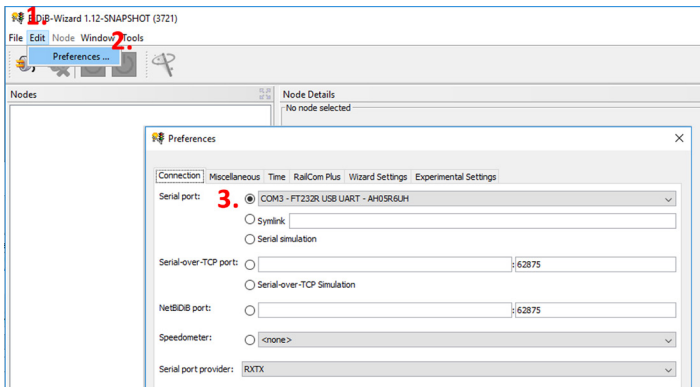 BiDiB-Wizard 1.12-SNAPSHOT (3721)
1.
File Edit Node Window Tools
2.
Preferences ...
Nodes
Node Details
No node selected
Preferences
Connection Miscellaneous Time RailCom Plus Wizard Settings Experimental Settings
3.
Serial port: COM3 - FT232R USB UART - AH05R6UH
Symlink
Serial simulation
Serial-over-TCP port: : 62875
Serial-over-TCP Simulation
NetBiDiB port: : 62875
Speedometer: <none>
Serial port provider: RXTX